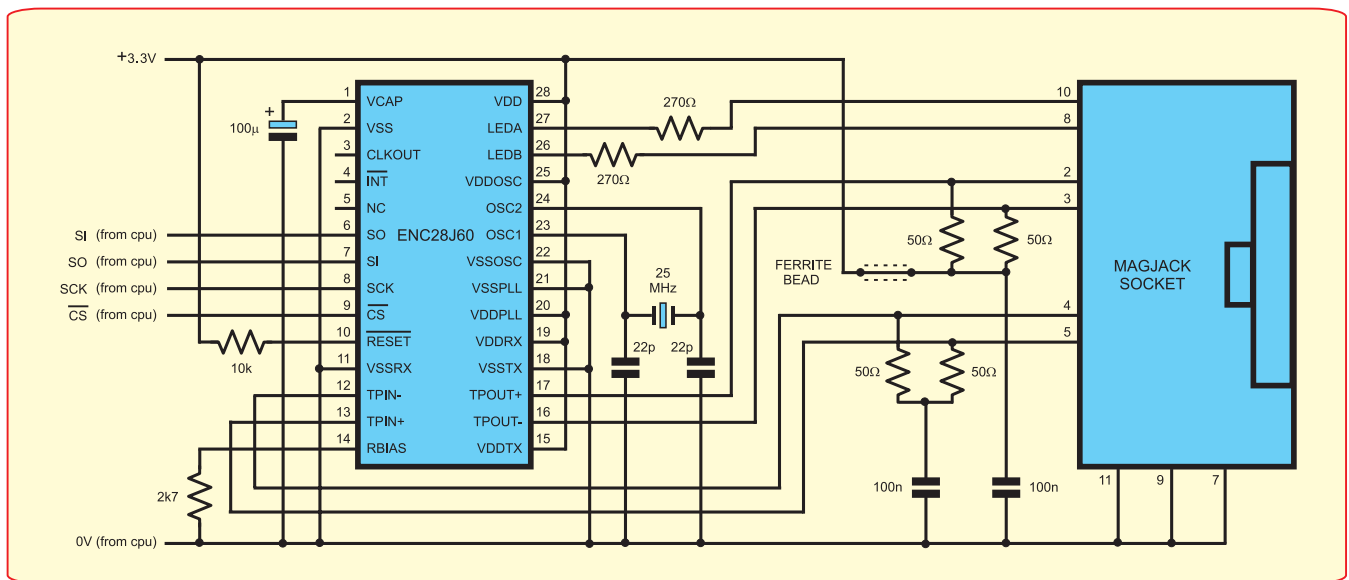 +3.3V
100µ
+
1
2
3
4
5
6
7
8
9
10
11
12
13
14
VCAP
VSS
CLKOUT
INT
NC
SO
SI
SCK
CS
RESET
VSSRX
TPIN-
TPIN+
RBIAS
ENC28J60
VDD
LEDA
LEDB
VDDOSC
OSC2
OSC1
VSSOSC
VSSPLL
VDDPLL
VDDRX
VSSTX
TPOUT+
TPOUT-
VDDTX
28
27
26
25
24
23
22
21
20
19
18
17
16
15
SI (from cpu)
SO (from cpu)
SCK (from cpu)
CS (from cpu)
10k
2k7
0V (from cpu)
270Ω
270Ω
25
MHz
22p
22p
FERRITE
BEAD
50Ω
50Ω
50Ω
50Ω
100n
100n
10
8
2
3
4
5
MAGJACK
SOCKET
11
9
7